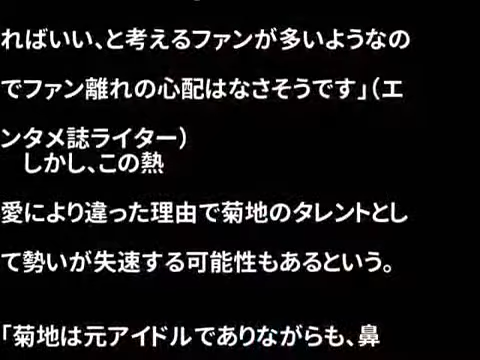 ればいい、と考えるファンが多いようなの
でファン離れの心配はなさそうです」（エ
ンタメ誌ライター）
しかし、この熱
愛により違った理由で菊地のタレントとし
て勢いが失速する可能性もあるという。
「菊地は元アイドルでありながらも、鼻